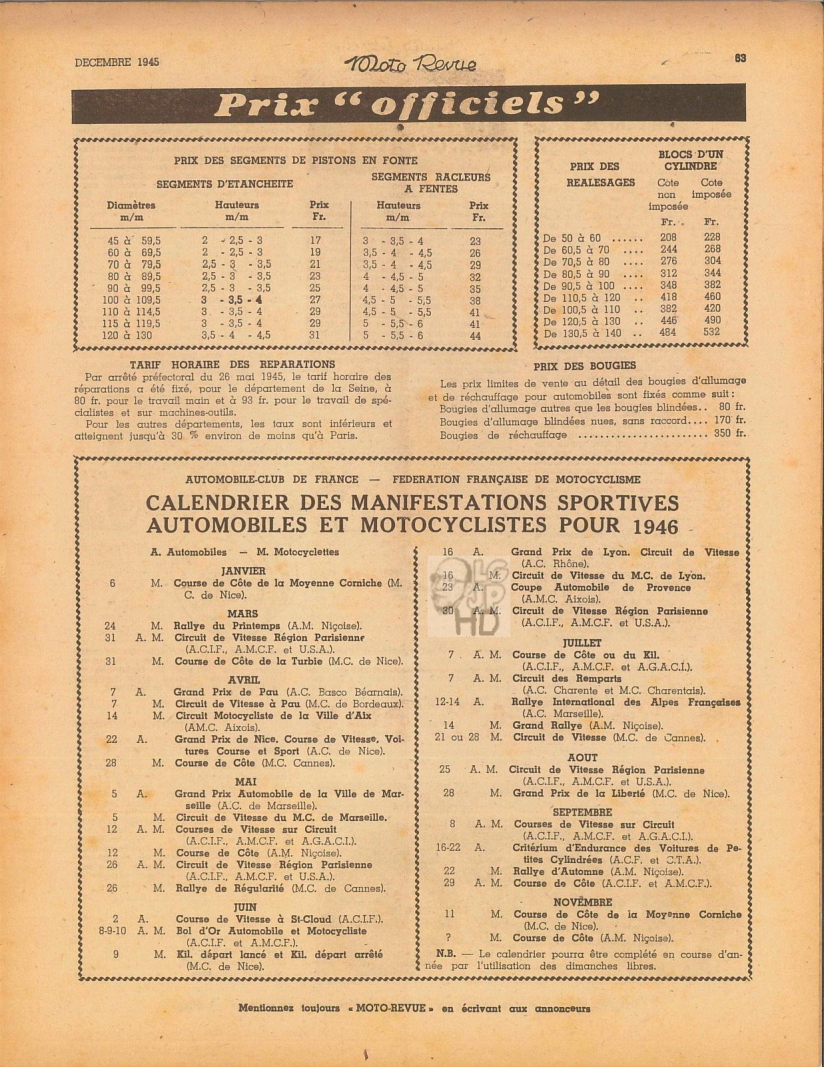 DECEMBRE 1945
Moto Revue
63
Prix "officiels"
PRIX DES SEGMENTS DE PISTONS EN FONTE
SEGMENTS D'ETANCHEITE
SEGMENTS RACLEURS
A FENTES
Diamètres Hauteurs Prix Hauteurs Prix
m/m m/m Fr. m/m Fr.
45 à 59,5 2 - 2,5 - 3 17 3 - 3,5 - 4 23
60 à 69,5 2 - 2,5 - 3 19 3,5 - 4 - 4,5 26
70 à 79,5 2,5 - 3 - 3,5 21 3,5 - 4 - 4,5 29
80 à 89,5 2,5 - 3 - 3,5 23 4 - 4,5 - 5 32
90 à 99,5 2,5 - 3 - 3,5 25 4 - 4,5 - 5 35
100 à 109,5 3 - 3,5 - 4 27 4,5 - 5 - 5,5 38
110 à 114,5 3 - 3,5 - 4 29 4,5 - 5 - 5,5 41
115 à 119,5 3 - 3,5 - 4 29 5 - 5,5 - 6 41
120 à 130 3,5 - 4 - 4,5 31 5 - 5,5 - 6 44
PRIX DES
REALESAGES
BLOCS D'UN
CYLINDRE
Cote Cote
non imposée
imposée
Fr. Fr.
De 50 à 60 ...... 208 228
De 60,5 à 70 .... 244 268
De 70,5 à 80 .... 276 304
De 80,5 à 90 .... 312 344
De 90,5 à 100 .... 348 382
De 110,5 à 120 .. 418 460
De 100,5 à 110 .. 382 420
De 120,5 à 130 .. 446 490
De 130,5 à 140 .. 484 532
TARIF HORAIRE DES REPARATIONS
Par arrêté préfectoral du 26 mai 1945, le tarif horaire des
réparations a été fixé, pour le département de la Seine, à
80 fr. pour le travail main et à 93 fr. pour le travail de spé-
cialistes et sur machines-outils.
Pour les autres départements, les taux sont inférieurs et
atteignent jusqu'à 30 % environ de moins qu'à Paris.
PRIX DES BOUGIES
Les prix limites de vente au détail des bougies d'allumage
et de réchauffage pour automobiles sont fixés comme suit :
Bougies d'allumage autres que les bougies blindées.. 80 fr.
Bougies d'allumage blindées nues, sans raccord.... 170 fr.
Bougies de réchauffage ........................ 350 fr.
AUTOMOBILE-CLUB DE FRANCE — FEDERATION FRANÇAISE DE MOTOCYCLISME
CALENDRIER DES MANIFESTATIONS SPORTIVES
AUTOMOBILES ET MOTOCYCLISTES POUR 1946
A. Automobiles — M. Motocyclettes
JANVIER
6 M. Course de Côte de la Moyenne Corniche (M.
C. de Nice).
MARS
24 M. Rallye du Printemps (A.M. Niçoise).
31 A. M. Circuit de Vitesse Région Parisienne
(A.C.I.F., A.M.C.F. et U.S.A.).
31 M. Course de Côte de la Turbie (M.C. de Nice).
AVRIL
7 A. Grand Prix de Pau (A.C. Basco Béarnais).
7 M. Circuit de Vitesse à Pau (M.C. de Bordeaux).
14 M. Circuit Motocycliste de la Ville d'Aix
(AM.C. Aixois).
22 A. Grand Prix de Nice. Course de Vitesse, Voi-
tures Course et Sport (A.C. de Nice).
28 M. Course de Côte (M.C. Cannes).
MAI
5 A. Grand Prix Automobile de la Ville de Mar-
seille (A.C. de Marseille).
5 M. Circuit de Vitesse du M.C. de Marseille.
12 A. M. Courses de Vitesse sur Circuit
(A.C.I.F., A.M.C.F. et A.G.A.C.I.).
12 M. Course de Côte (A.M. Niçoise).
26 A. M. Circuit de Vitesse Région Parisienne
(A.C.I.F., A.M.C.F. et U.S.A.).
26 M. Rallye de Régularité (M.C. de Cannes).
JUIN
2 A. Course de Vitesse à St-Cloud (A.C.I.F.).
8-9-10 A. M. Bol d'Or Automobile et Motocycliste
(A.C.I.F. et A.M.C.F.).
9 M. Kil. départ lancé et Kil. départ arrêté
(M.C. de Nice).
16 A. Grand Prix de Lyon. Circuit de Vitesse
(A.C. Rhône).
16 M. Circuit de Vitesse du M.C. de Lyon.
23 A. Coupe Automobile de Provence
(A.M.C. Aixois).
30 A. M. Circuit de Vitesse Région Parisienne
(A.C.I.F., A.M.C.F. et U.S.A.).
JUILLET
7 A. M. Course de Côte ou du Kil.
(A.C.I.F., A.M.C.F. et A.G.A.C.I.).
7 A. M. Circuit des Remparts
(A.C. Charente et M.C. Charentais).
12-14 A. Rallye International des Alpes Françaises
(A.C. Marseille).
14 M. Grand Rallye (A.M. Niçoise).
21 ou 28 M. Circuit de Vitesse (M.C. de Cannes).
AOUT
25 A. M. Circuit de Vitesse Région Parisienne
(A.C.I.F., A.M.C.F. et U.S.A.).
28 M. Grand Prix de la Liberté (M.C. de Nice).
SEPTEMBRE
8 A. M. Courses de Vitesse sur Circuit
(A.C.I.F., A.M.C.F. et A.G.A.C.I.).
16-22 A. Critérium d'Endurance des Voitures de Pe-
tites Cylindrées (A.C.F. et C.T.A.).
22 M. Rallye d'Automne (A.M. Niçoise).
29 A. M. Course de Côte (A.C.I.F. et A.M.C.F.).
NOVEMBRE
11 M. Course de Côte de la Moyenne Corniche
(M.C. de Nice).
? M. Course de Côte (A.M. Niçoise).
N.B. — Le calendrier pourra être complété en course d'an-
née par l'utilisation des dimanches libres.
Mentionnez toujours « MOTO-REVUE » en écrivant aux annonceurs